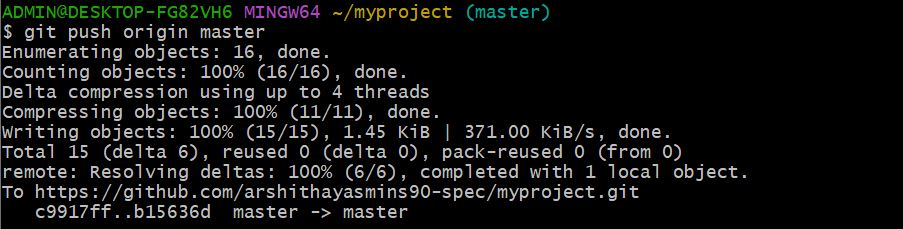 ADMIN@DESKTOP-FG82VH6 MINGW64 ~/myproject (master)
$ git push origin master
Enumerating objects: 16, done.
Counting objects: 100% (16/16), done.
Delta compression using up to 4 threads
Compressing objects: 100% (11/11), done.
Writing objects: 100% (15/15), 1.45 KiB | 371.00 KiB/s, done.
Total 15 (delta 6), reused 0 (delta 0), pack-reused 0 (from 0)
remote: Resolving deltas: 100% (6/6), completed with 1 local object.
To https://github.com/arshithayasmins90-spec/myproject.git
   c9917ff..b15636d  master -> master